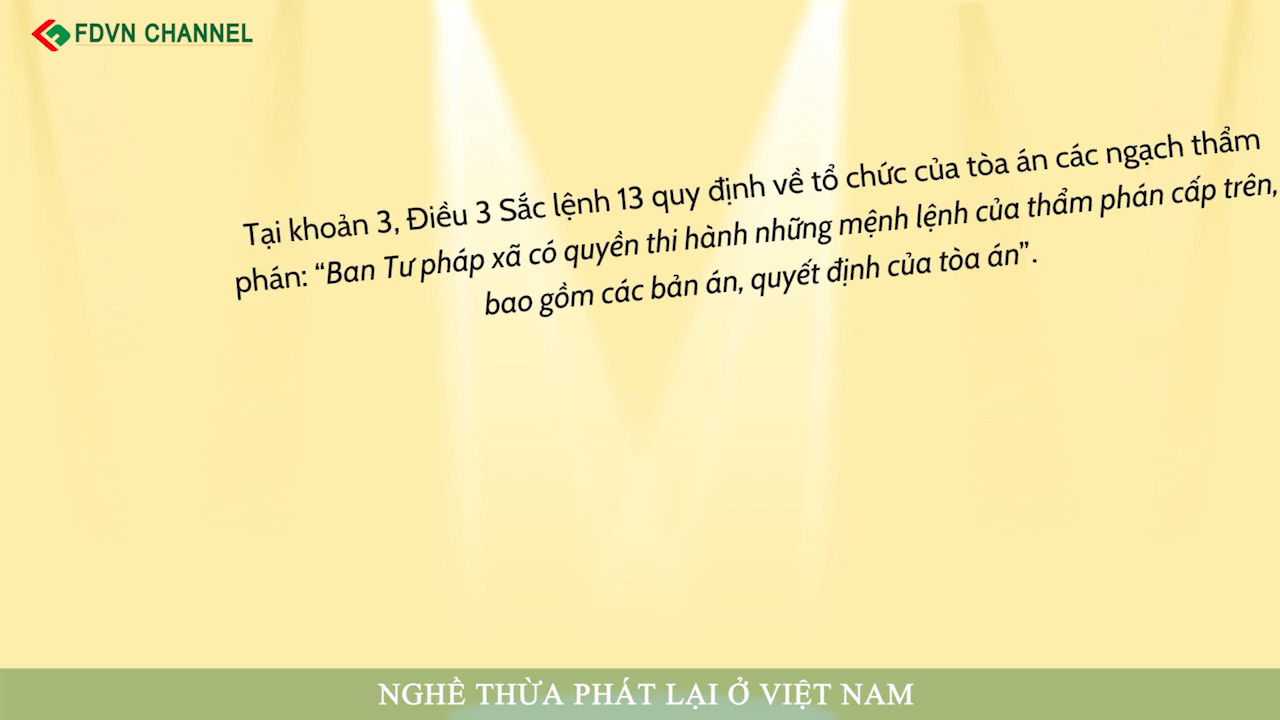 FDVN CHANNEL
Tại khoản 3, Điều 3 Sắc lệnh 13 quy định về tổ chức của tòa án các ngạch thẩm
phán: “Ban Tư pháp xã có quyền thi hành những mệnh lệnh của thẩm phán cấp trên,
bao gồm các bản án, quyết định của tòa án”.
NGHỀ THỪA PHÁT LẠI Ở VIỆT NAM